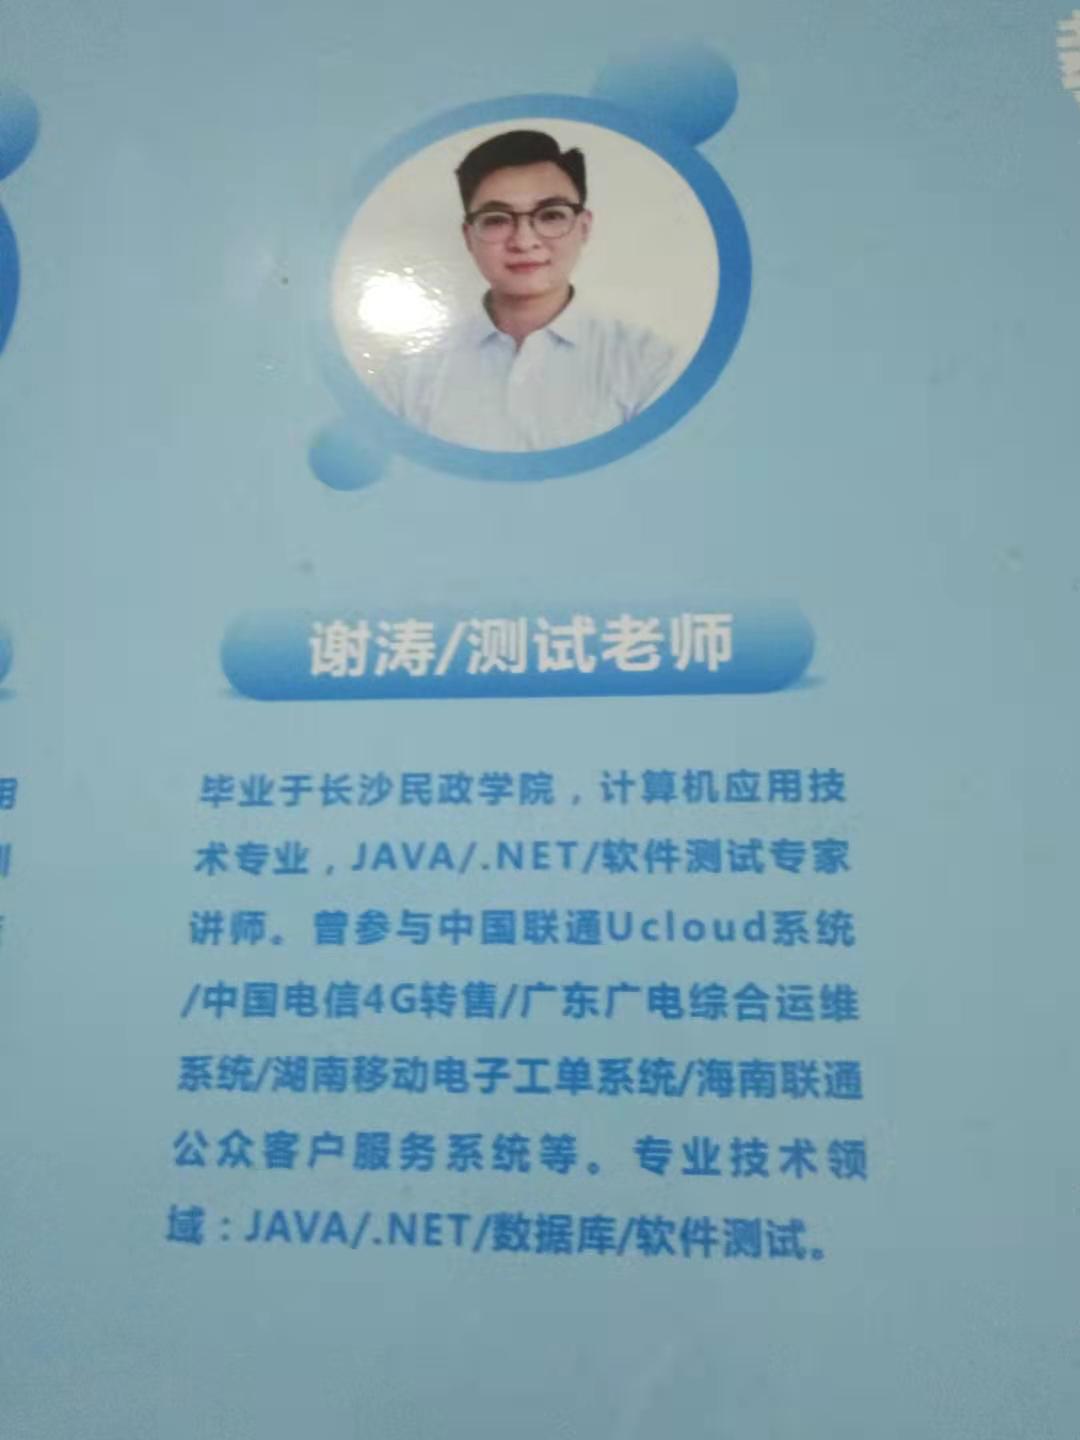 谢涛/测试老师
毕业于长沙民政学院，计算机应用技
术专业，JAVA/.NET/软件测试专家
讲师。曾参与中国联通Ucloud系统
/中国电信4G转售/广东广电综合运维
系统/湖南移动电子工单系统/海南联通
公众客户服务系统等。专业技术领
域：JAVA/.NET/数据库/软件测试。
用